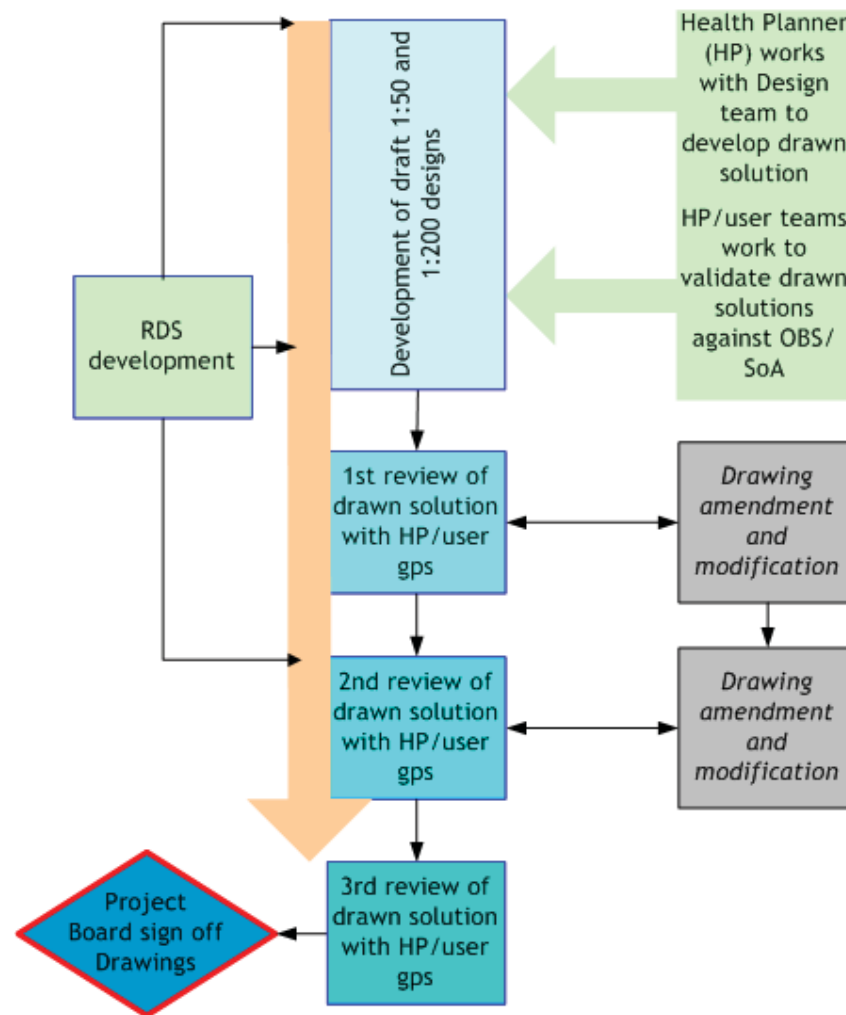 Development of draft 1:50 and
1:200 designs
Health Planner
(HP) works
with Design
team to
develop drawn
solution
HP/user teams
work to
validate drawn
solutions
against OBS/
SoA
RDS
development
1st review of
drawn solution
with HP/user
gps
Drawing
amendment
and
modification
2nd review of
drawn solution
with HP/user
gps
Drawing
amendment
and
modification
3rd review of
drawn solution
with HP/user
gps
Project
Board sign off
Drawings